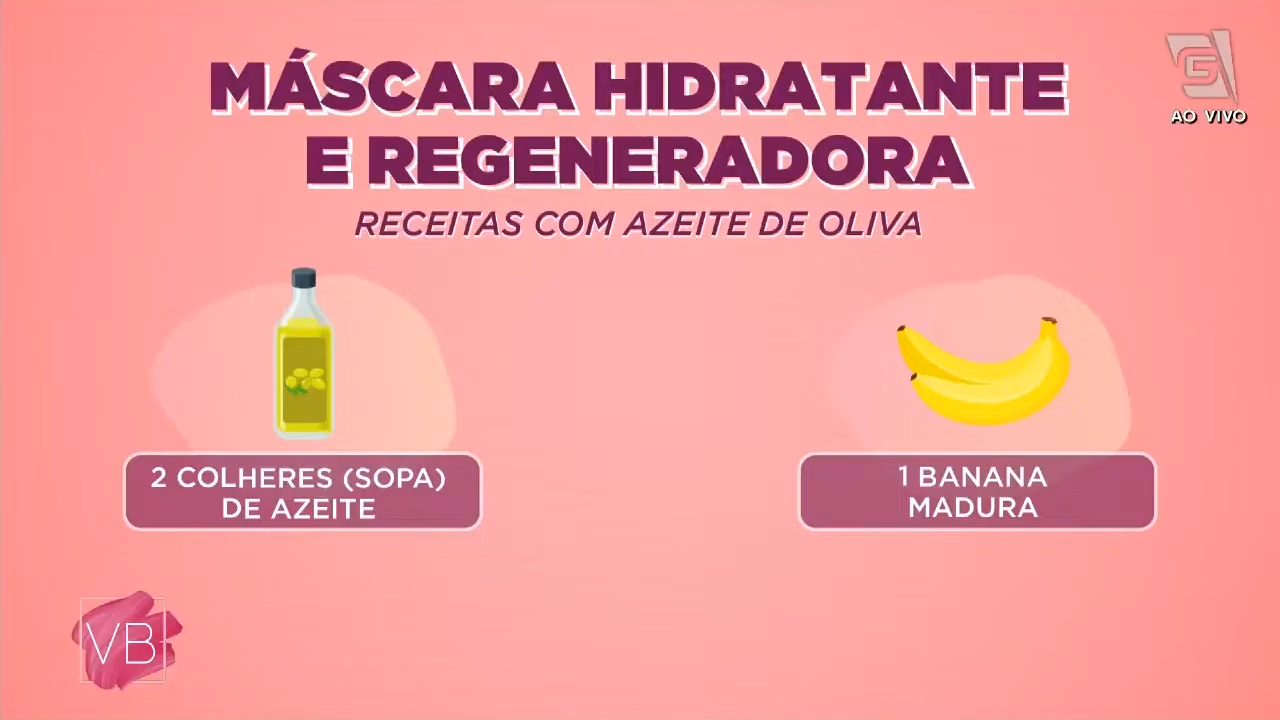 MÁSCARA HIDRATANTE
E REGENERADORA
RECEITAS COM AZEITE DE OLIVA
2 COLHERES (SOPA)
DE AZEITE
1 BANANA
MADURA
VB
G
AO VIVO